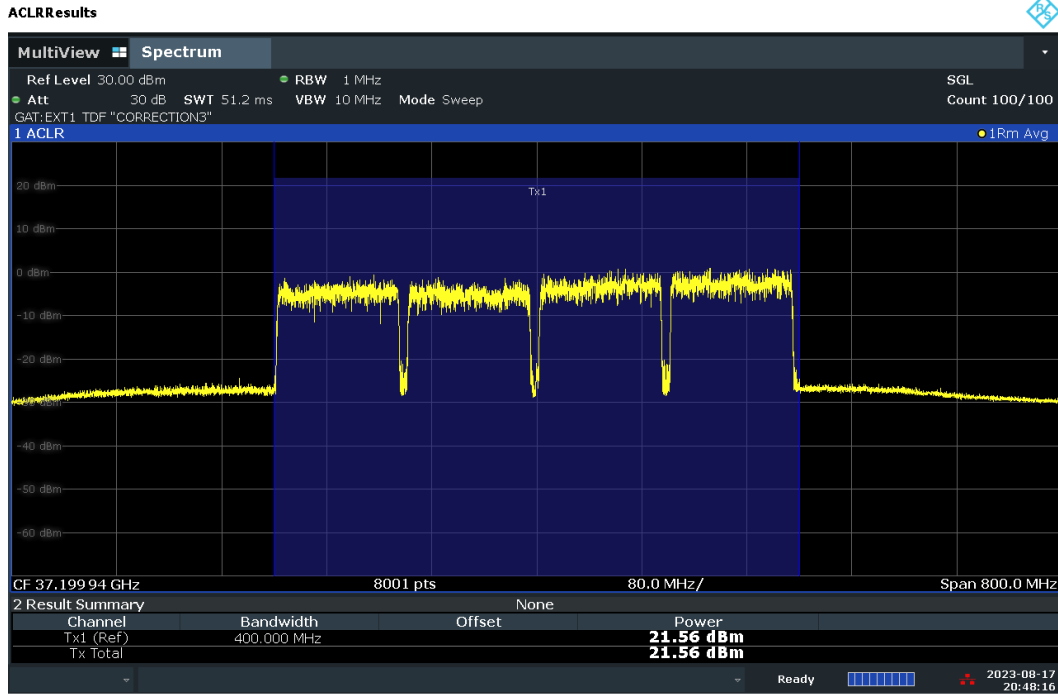 ACLRResults
R&S
MultiView Spectrum
Ref Level 30.00 dBm RBW 1 MHz SGL
Att 30 dB SWT 51.2 ms VBW 10 MHz Mode Sweep Count 100/100
GAT:EXT1 TDF "CORRECTION3"
1 ACLR 1Rm Avg
Tx1
20 dBm
10 dBm
0 dBm
-10 dBm
-20 dBm
-40 dBm
-50 dBm
-60 dBm
CF 37.19994 GHz 8001 pts 80.0 MHz/ Span 800.0 MHz
2 Result Summary None
Channel Bandwidth Offset Power
Tx1 (Ref) 400.000 MHz 21.56 dBm
Tx Total 21.56 dBm
Ready 2023-08-17
20:48:16